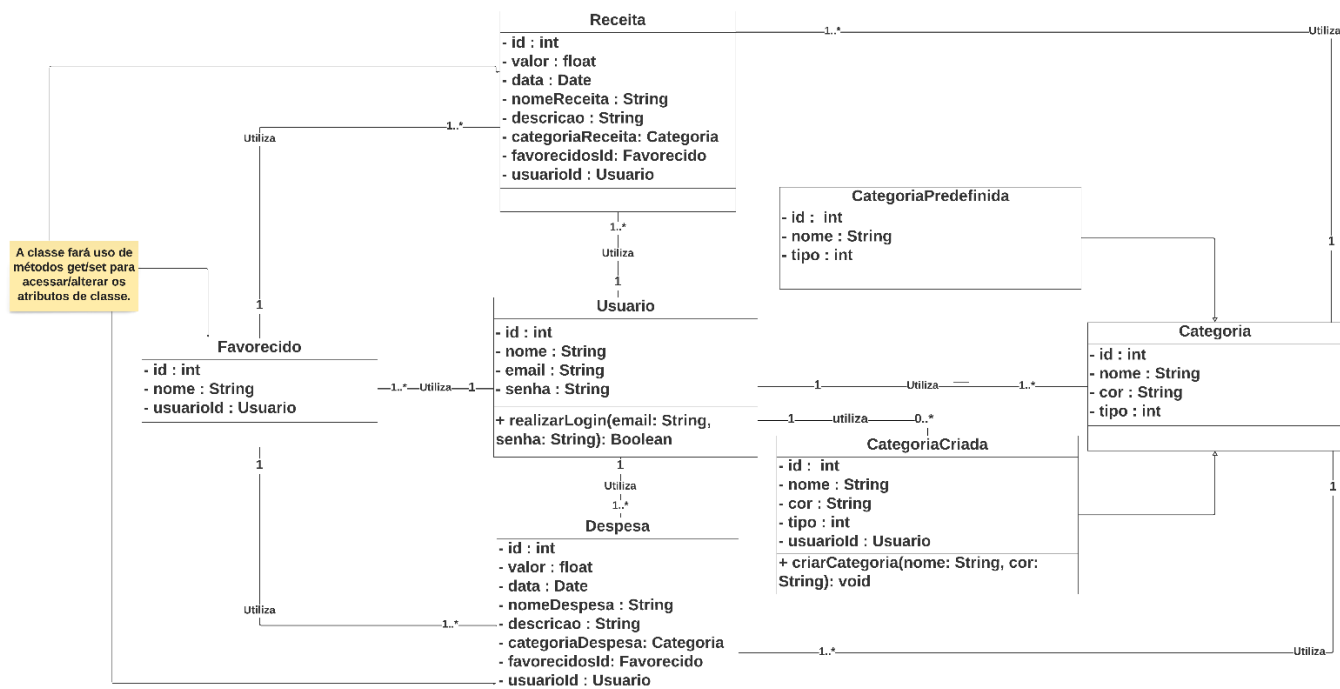 Receita
- id : int
- valor : float
- data : Date
- nomeReceita : String
- descricao : String
- categoriaReceita: Categoria
- favorecidosId: Favorecido
- usuarioId : Usuario
1..*
Utiliza
1
1..*
Utiliza
1
1..*
Utiliza
1
A classe fará uso de
métodos get/set para
acessar/alterar os
atributos de classe.
CategoriaPredefinida
- id : int
- nome : String
- tipo : int
Favorecido
- id : int
- nome : String
- usuarioId : Usuario
1..*
Utiliza
1
Usuario
- id : int
- nome : String
- email : String
- senha : String
+ realizarLogin(email: String,
senha: String): Boolean
1
Utiliza
1..*
1
utiliza
0..*
Categoria
- id : int
- nome : String
- cor : String
- tipo : int
CategoriaCriada
- id : int
- nome : String
- cor : String
- tipo : int
- usuarioId : Usuario
+ criarCategoria(nome: String, cor:
String): void
1
Utiliza
1..*
1
Utiliza
1..*
Despesa
- id : int
- valor : float
- data : Date
- nomeDespesa : String
- descricao : String
- categoriaDespesa: Categoria
- favorecidosId: Favorecido
- usuarioId : Usuario
1..*
Utiliza
1